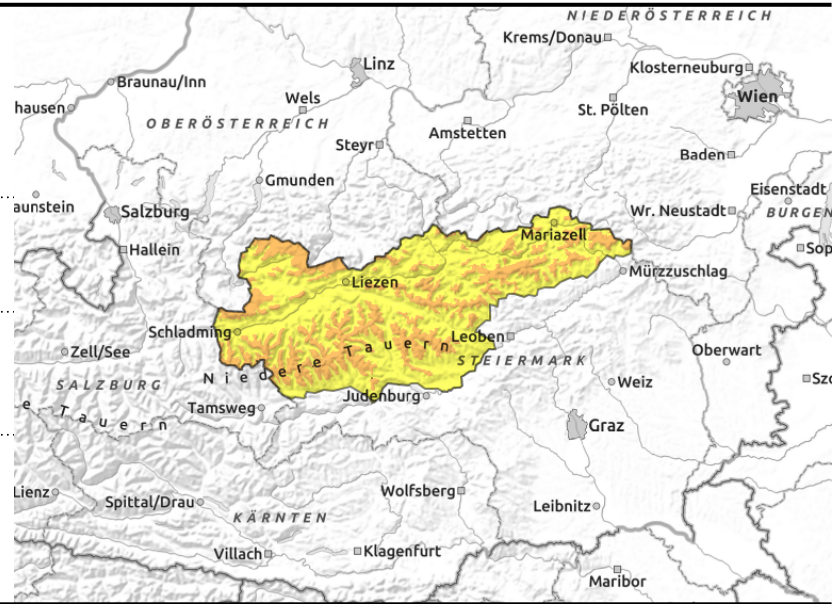 NIEDERÖSTERREICH
Krems/Donau
Linz
Klosterneuburg
Braunau/Inn
Wien
hausen
Wels
St. Pölten
OBERÖSTERREICH
Amstetten
Steyr
Baden
Gmunden
Eisenstadt
aunstein
Salzburg
Wr. Neustadt
BURGEN
Mariazell
Hallein
Sop
Mürzzuschlag
Liezen
Schladming
Leoben
Zell/See
Niedere Tauern
STEIERMARK
Oberwart
SALZBURG
Weiz
Szo
Judenburg
Tamsweg
e Tauern
Graz
Lienz
Wolfsberg
Spittal/Drau
Leibnitz
KÄRNTEN
Villach
Klagenfurt
Maribor